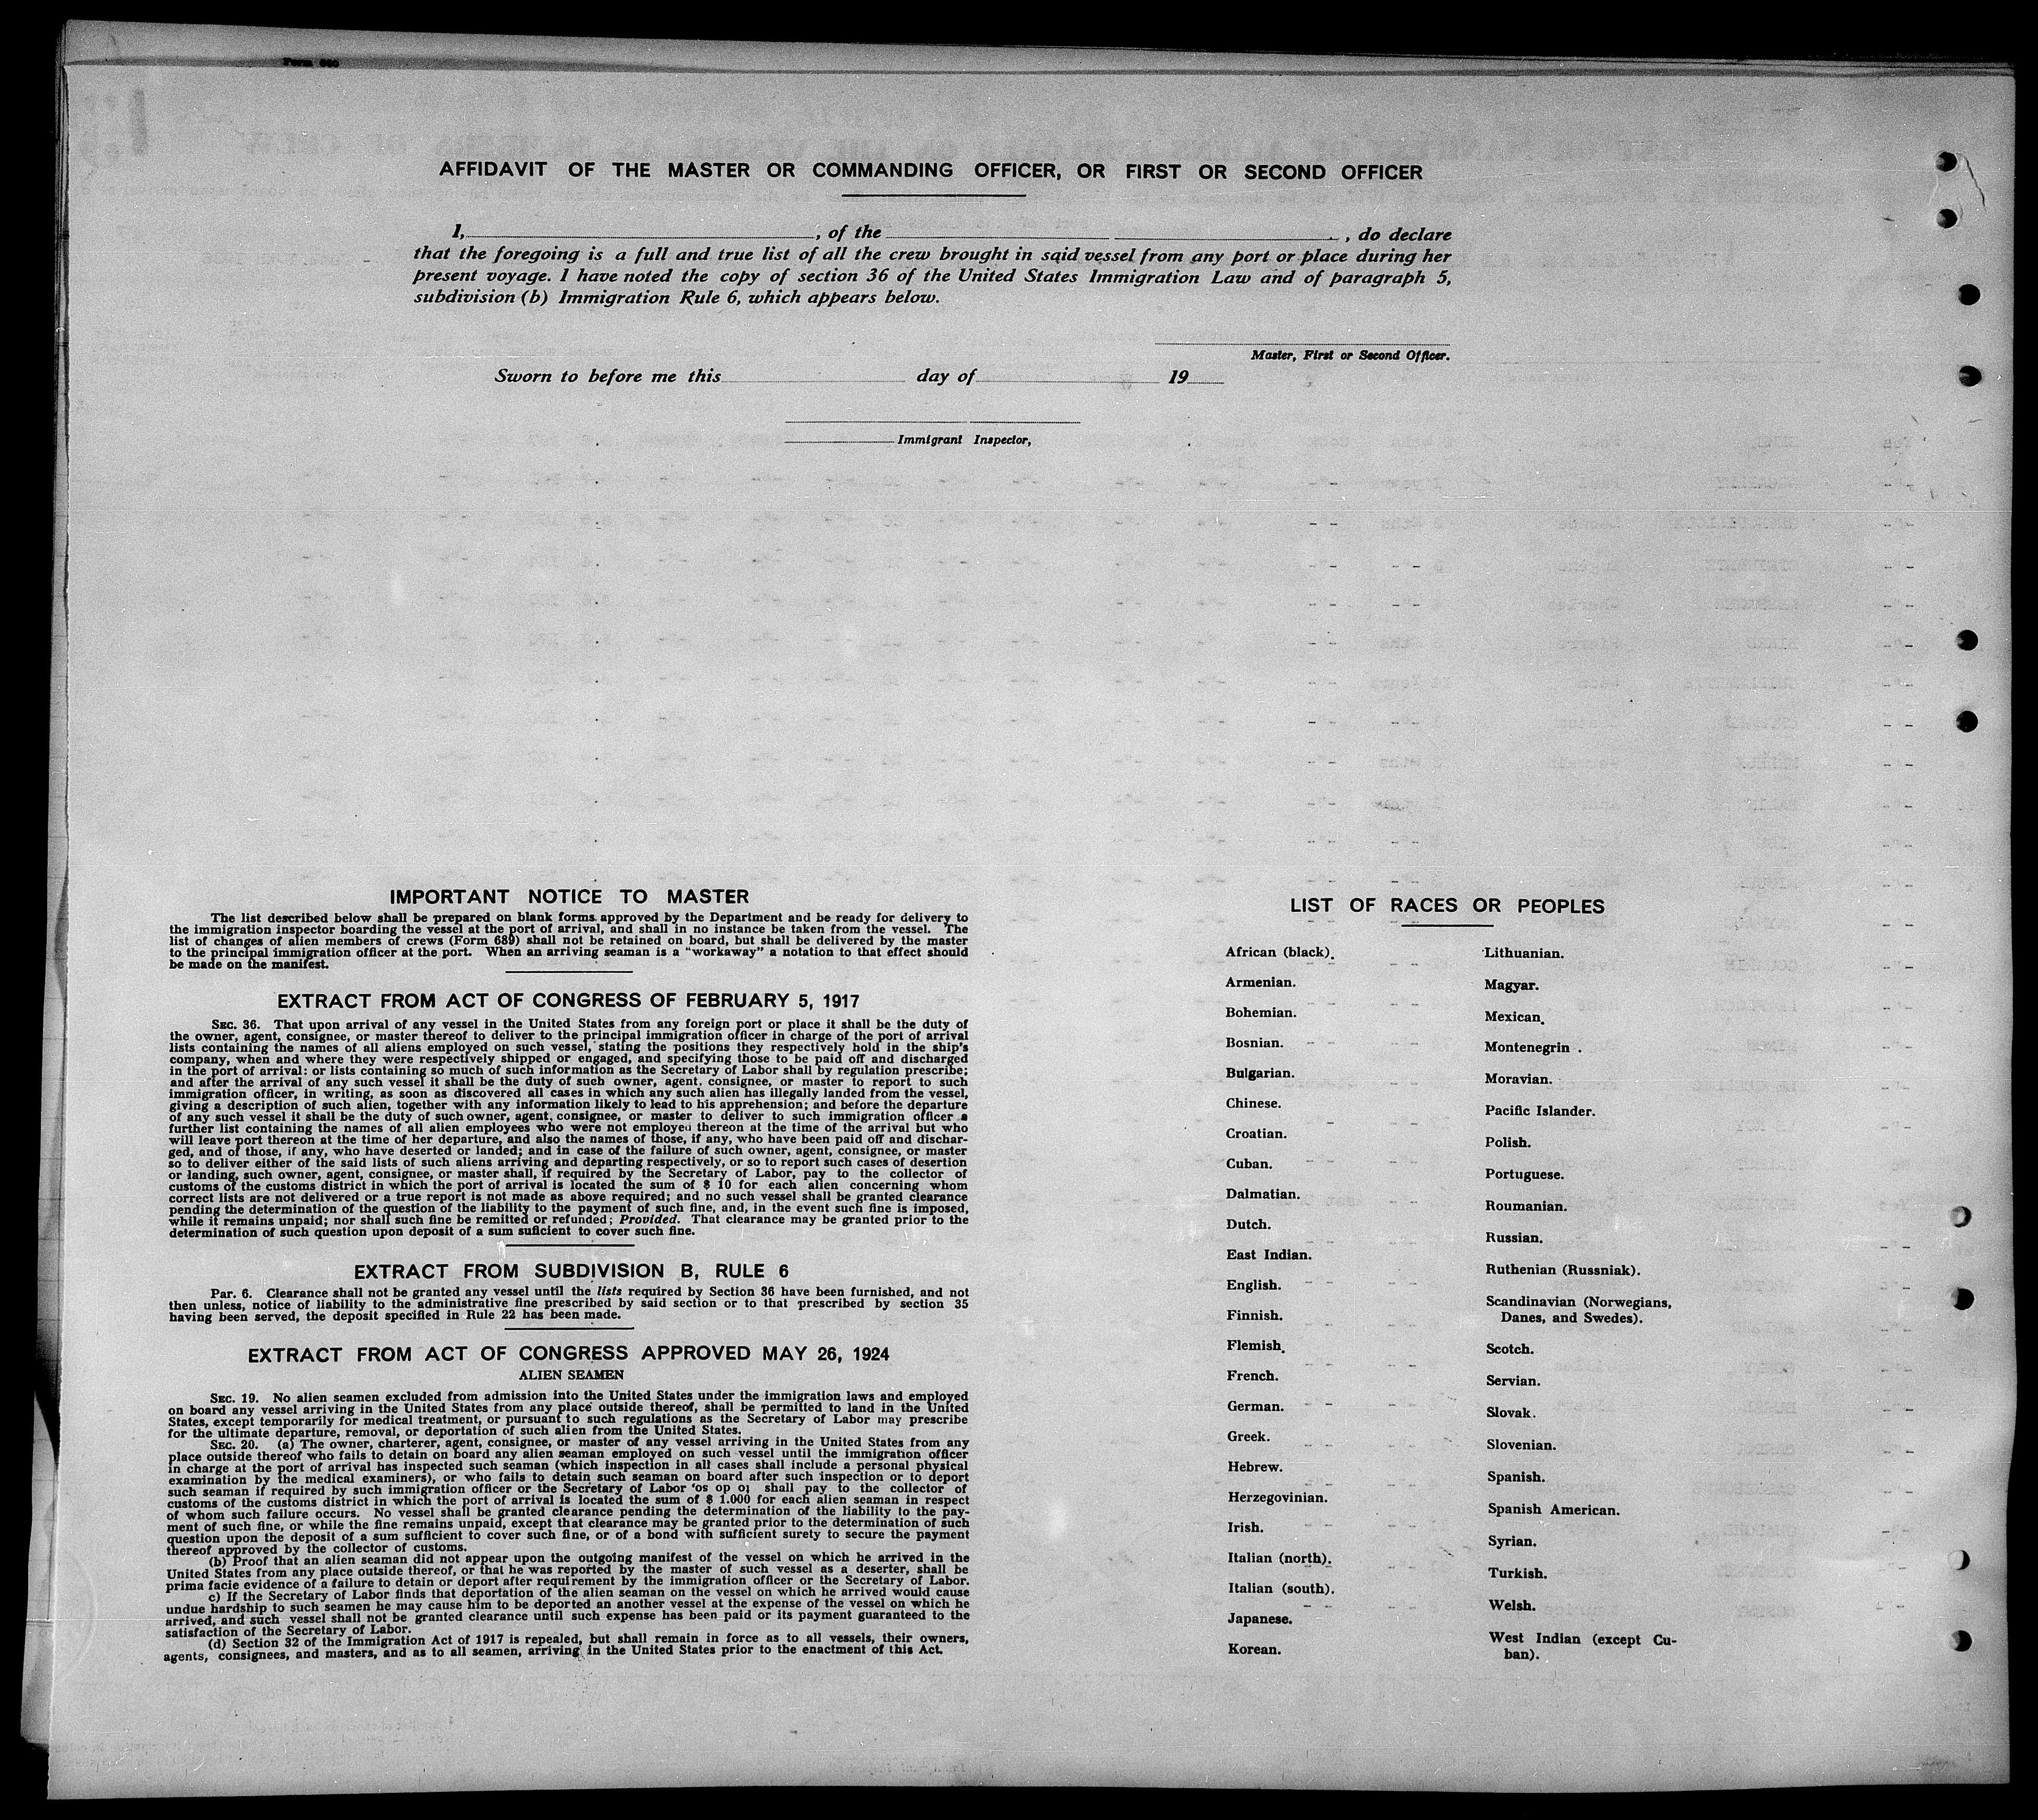 AFFIDAVIT OF THE MASTER OR COMMANDING OFFICER, OR FIRST OR SECOND OFFICER
I, , of the , do declare
that the foregoing is a full and true list of all the crew brought in said vessel from any port or place during her
present voyage. I have noted the copy of section 36 of the United States Immigration Law and of paragraph 5,
subdivision (b) Immigration Rule 6, which appears below.
Master, First or Second Officer.
Sworn to before me this day of 19
Immigrant Inspector,
IMPORTANT NOTICE TO MASTER
The list described below shall be prepared on blank forms approved by the Department and be ready for delivery to
the immigration inspector boarding the vessel at the port of arrival, and shall in no instance be taken from the vessel. The
list of changes of alien members of crews (Form 689) shall not be retained on board, but shall be delivered by the master
to the principal immigration officer at the port. When an arriving seaman is a "workaway" a notation to that effect should
be made on the manifest.
EXTRACT FROM ACT OF CONGRESS OF FEBRUARY 5, 1917
SEC. 36. That upon arrival of any vessel in the United States from any foreign port or place it shall be the duty of
the owner, agent, consignee, or master thereof to deliver to the principal immigration officer in charge of the port of arrival
lists containing the names of all aliens employed on such vessel, stating the positions they respectively hold in the ship's
company, when and where they were respectively shipped or engaged, and specifying those to be paid off and discharged
in the port of arrival: or lists containing so much of such information as the Secretary of Labor shall by regulation prescribe;
and after the arrival of any such vessel it shall be the duty of such owner, agent. consignee, or master to report to such
immigration officer, in writing, as soon as discovered all cases in which any such alien has illegally landed from the vessel,
giving a description of such alien, together with any information likely to lead to his apprehension; and before the departure
of any such vessel it shall be the duty of such owner, agent, consignee, or master to deliver to such immigration officer a
further list containing the names of all alien employees who were not employed thereon at the time of the arrival but who
will leave port thereon at the time of her departure, and also the names of those, if any, who have been paid off and dischar-
ged, and of those, if any, who have deserted or landed; and in case of the failure of such owner, agent, consignee, or master
so to deliver either of the said lists of such aliens arriving and departing respectively, or so to report such cases of desertion
or landing, such owner, agent, consignee, or master shall, if required by the Secretary of Labor, pay to the collector of
customs of the customs district in which the port of arrival is located the sum of $ 10 for each alien concerning whom
correct lists are not delivered or a true report is not made as above required; and no such vessel shall be granted clearance
pending the determination of the question of the liability to the payment of such fine, and, in the event such fine is imposed,
while it remains unpaid; nor shall such fine be remitted or refunded; Provided. That clearance may be granted prior to the
determination of such question upon deposit of a sum suficient to cover such fine.
EXTRACT FROM SUBDIVISION B, RULE 6
Par. 6. Clearance shall not be granted any vessel until the lists required by Section 36 have been furnished, and not
then unless, notice of liability to the administrative fine prescribed by said section or to that prescribed by section 35
having been served, the deposit specified in Rule 22 has been made.
EXTRACT FROM ACT OF CONGRESS APPROVED MAY 26, 1924
ALIEN SEAMEN
SEC. 19. No alien seamen excluded from admission into the United States under the immigration laws and employed
on board any vessel arriving in the United States from any place outside thereof, shall be permitted to land in the United
States, except temporarily for medical treatment, or pursuant to such regulations as the Secretary of Labor may prescribe
for the ultimate departure, removal, or deportation of such alien from the United States.
SEC. 20. (a) The owner, charterer, agent, consignee, or master of any vessel arriving in the United States from any
place outside thereof who fails to detain on board any alien seaman employed on such vessel until the immigration officer
in charge at the port of arrival has inspected such seaman (which inspection in all cases shall include a personal physical
examination by the medical examiners), or who fails to detain such seaman on board after such inspection or to deport
such seaman if required by such immigration officer or the Secretary of Labor 'os op oj shall pay to the collector of
customs of the customs district in which the port of arrival is located the sum of $ 1.000 for each alien seaman in respect
of whom such failure occurs. No vessel shall be granted clearance pending the determination of the liability to the pay-
ment of such fine, or while the fine remains unpaid, except that clearance may be granted prior to the determination of such
question upon the deposit of a sum sufficient to cover such fine, or of a bond with sufficient surety to secure the payment
thereof approved by the collector of customs.
(b) Proof that an alien seaman did not appear upon the outgoing manifest of the vessel on which he arrived in the
United States from any place outside thereof, or that he was reported by the master of such vessel as a deserter, shall be
prima facie evidence of a failure to detain or deport after requirement by the immigration officer or the Secretary of Labor.
c) If the Secretary of Labor finds that deportation of the alien seaman on the vessel on which he arrived would cause
undue hardship to such seamen he may cause him to be deported an another vessel at the expense of the vessel on which he
arrived, and such vessel shall not be granted clearance until such expense has been paid or its payment guaranteed to the
satisfaction of the Secretary of Labor.
(d) Section 32 of the Immigration Act of 1917 is repealed, but shall remain in force as to all vessels, their owners,
agents, consignees, and masters, and as to all seamen, arriving in the United States prior to the enactment of this Act.
LIST OF RACES OR PEOPLES
African (black).
Armenian.
Bohemian.
Bosnian.
Bulgarian.
Chinese.
Croatian.
Cuban.
Dalmatian.
Dutch.
East Indian.
English.
Finnish.
Flemish.
French.
German.
Greek.
Hebrew.
Herzegovinian.
Irish.
Italian (north).
Italian (south).
Japanese.
Korean.
Lithuanian.
Magyar.
Mexican.
Montenegrin .
Moravian.
Pacific Islander.
Polish.
Portuguese.
Roumanian.
Russian.
Ruthenian (Russniak).
Scandinavian (Norwegians,
Danes, and Swedes).
Scotch.
Servian.
Slovak.
Slovenian.
Spanish.
Spanish American.
Syrian.
Turkish.
Welsh.
West Indian (except Cu-
ban).